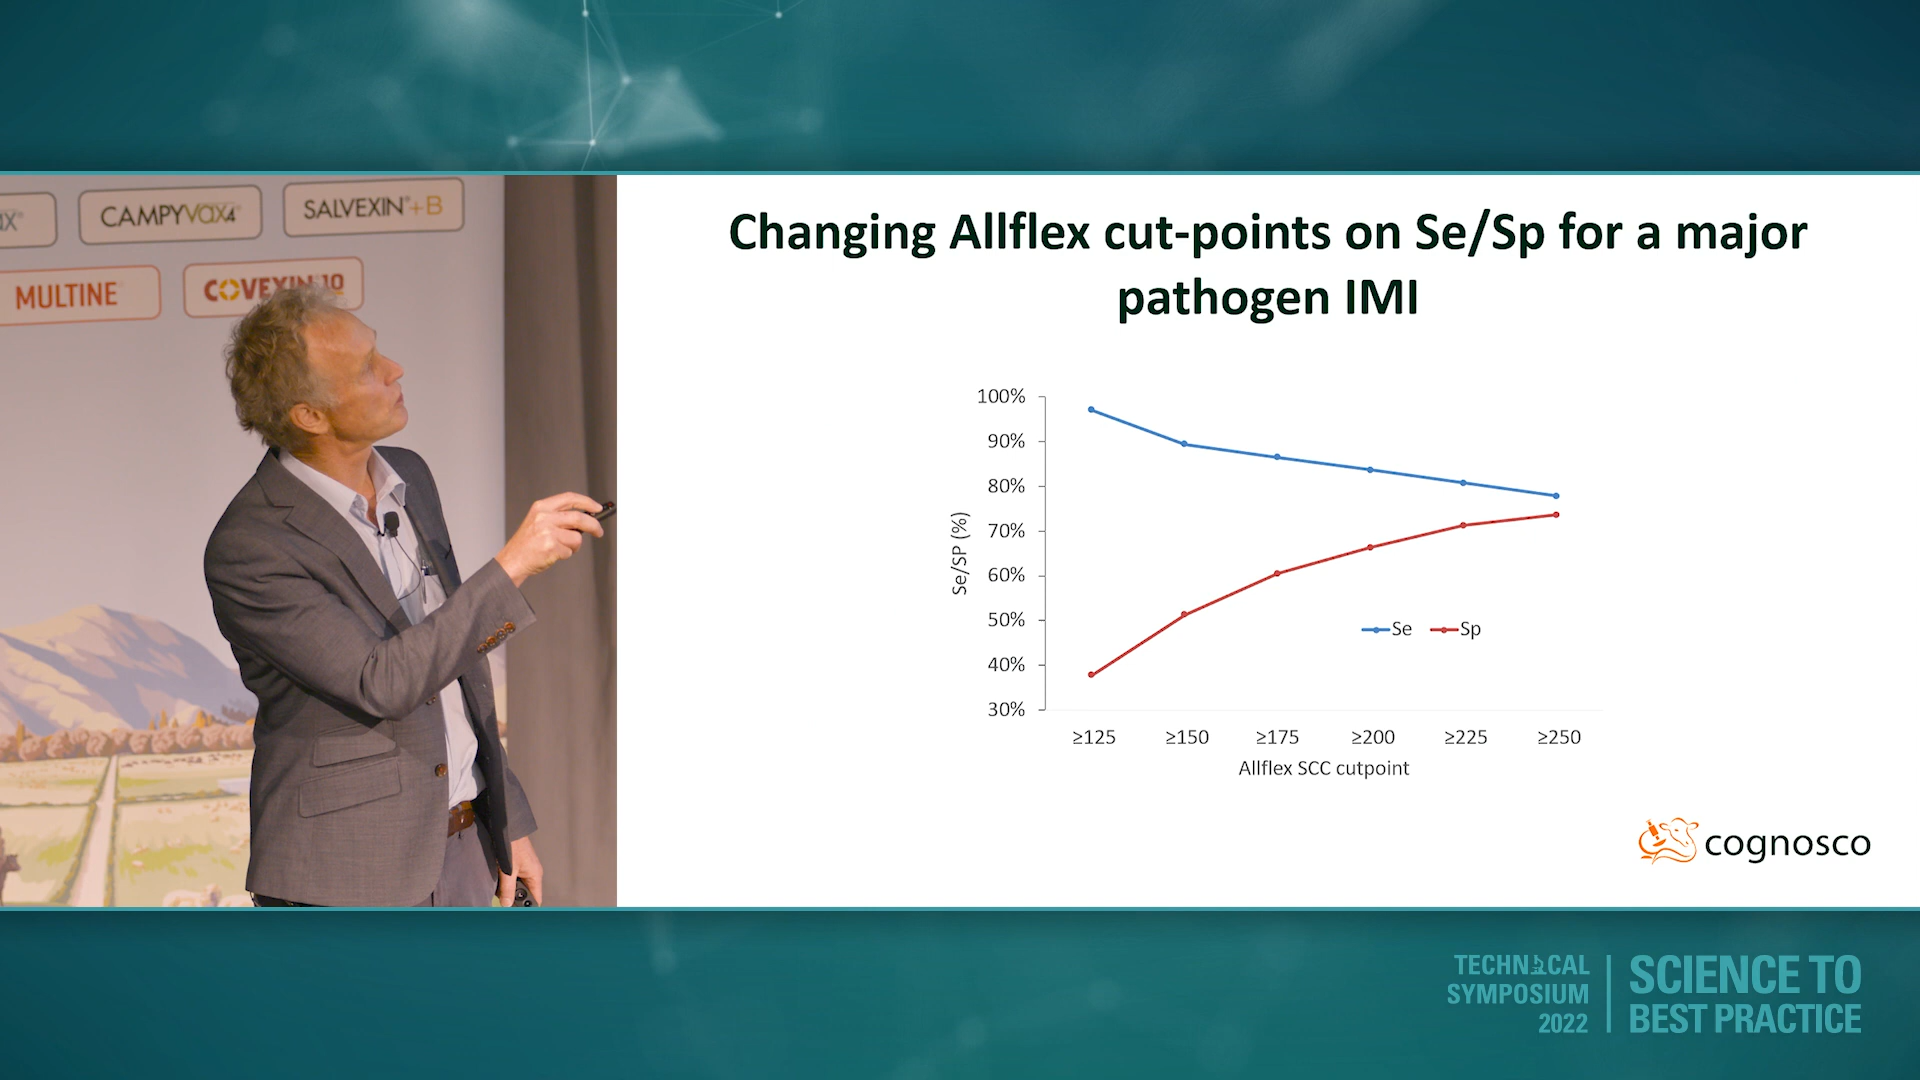 CAMPYVAX4
SALVEXIN®+B
MULTINE
COVEXIN®10
Changing Allflex cut-points on Se/Sp for a major
pathogen IMI
100%
90%
80%
70%
60%
50%
40%
30%
Se/SP (%)
Se
Sp
≥125
≥150
≥175
≥200
≥225
≥250
Allflex SCC cutpoint
cognosco
TECHNICAL
SYMPOSIUM
2022
SCIENCE TO
BEST PRACTICE